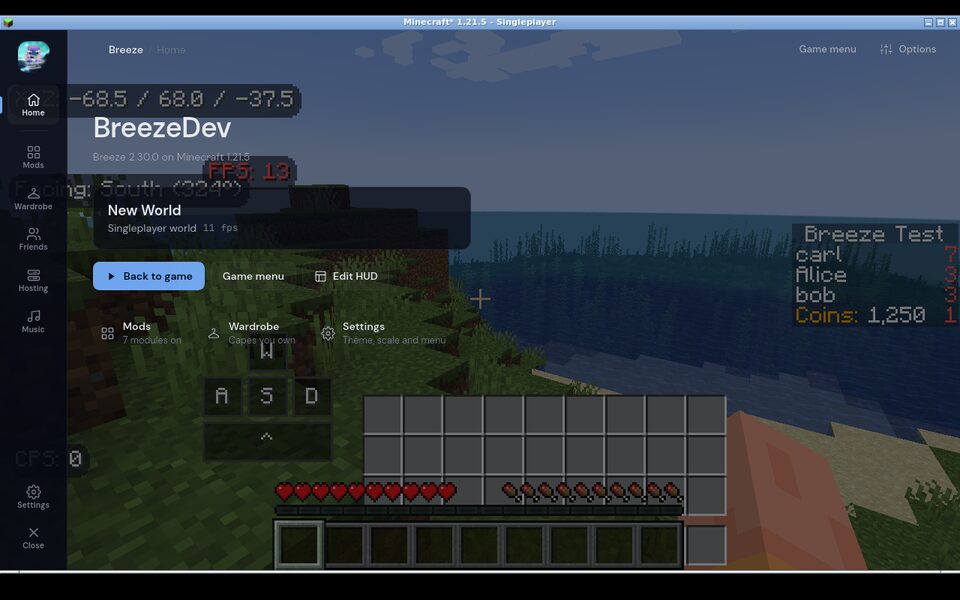 Minecraft* 1.21.5 - Singleplayer
Breeze / Home
Game menu
Options
-68.5 / 68.0 / -37.5
Home
BreezeDev
Breeze 2.30.0 on Minecraft 1.21.5
FPS: 13
Mods
Facing: South (324°)
Wardrobe
New World
Singleplayer world 11 fps
Friends
Breeze Test
carl 7
Alice 3
bob 3
Coins: 1,250 1
Hosting
Back to game
Game menu
Edit HUD
Music
Mods
7 modules on
Wardrobe
Capes you own
Settings
Theme, scale and menu
W
A S D
^
CPS: 0
Settings
Close